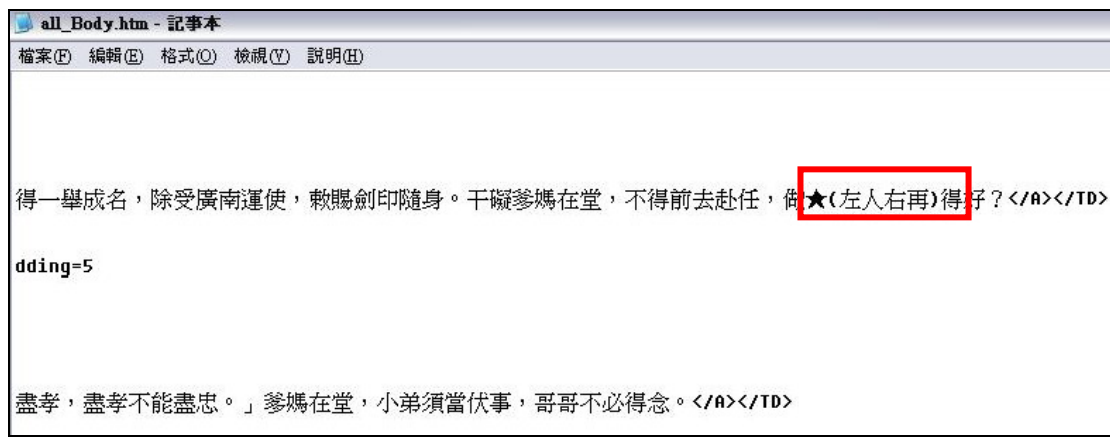 all_Body.htm - 記事本
檔案(F) 編輯(E) 格式(O) 檢視(V) 説明(H)
得一舉成名，除受廣南運使，敕賜劍印隨身。干礙爹媽在堂，不得前去赴任，做★(左人右再)得好？</A></TD>
dding=5
盡孝，盡孝不能盡忠。」爹媽在堂，小弟須當伏事，哥哥不必得念。</A></TD>